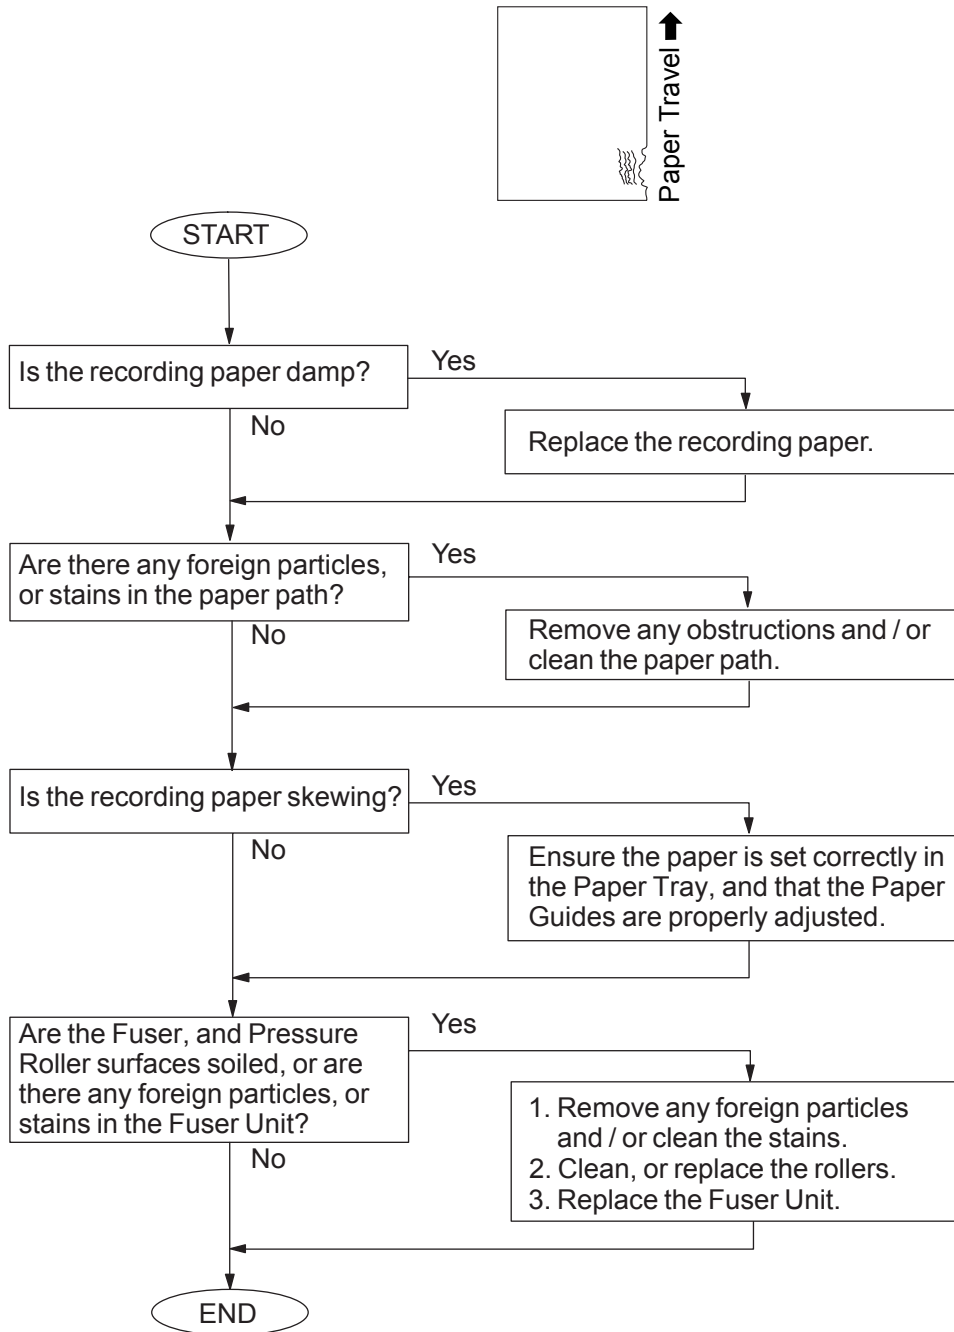 Paper Travel
START
Is the recording paper damp?
Yes
No
Replace the recording paper.
Are there any foreign particles,
or stains in the paper path?
Yes
No
Remove any obstructions and / or
clean the paper path.
Is the recording paper skewing?
Yes
No
Ensure the paper is set correctly in
the Paper Tray, and that the Paper
Guides are properly adjusted.
Are the Fuser, and Pressure
Roller surfaces soiled, or are
there any foreign particles, or
stains in the Fuser Unit?
Yes
No
1. Remove any foreign particles
and / or clean the stains.
2. Clean, or replace the rollers.
3. Replace the Fuser Unit.
END